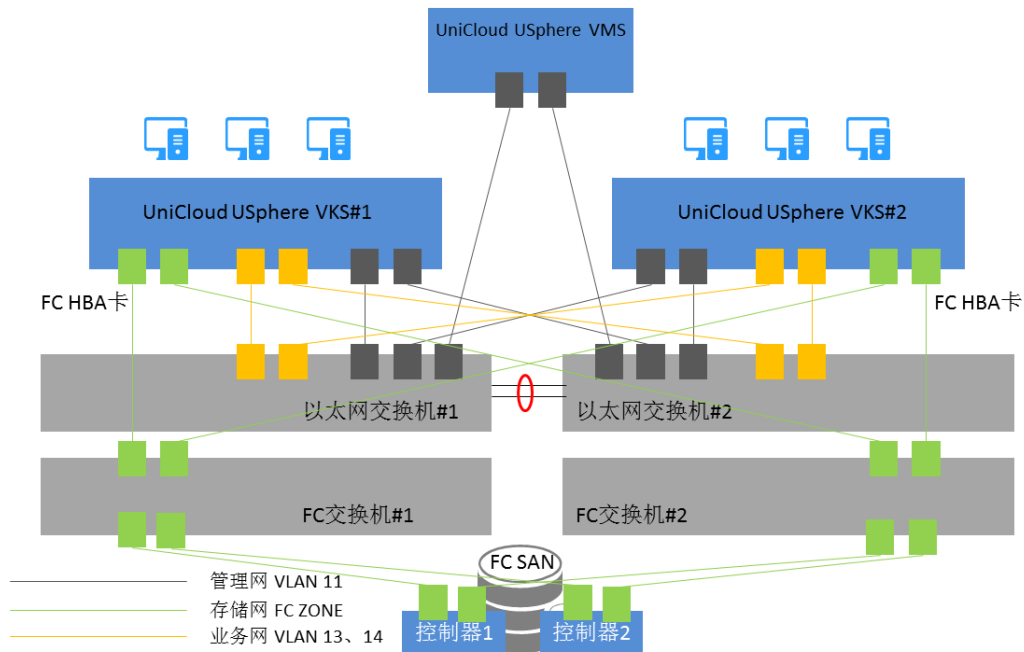 UniCloud USphere VMS
UniCloud USphere VKS#1
UniCloud USphere VKS#2
FC HBA卡
FC HBA卡
以太网交换机#1
以太网交换机#2
FC交换机#1
FC交换机#2
FC SAN
管理网 VLAN 11
存储网 FC ZONE
业务网 VLAN 13、14
控制器1
控制器2